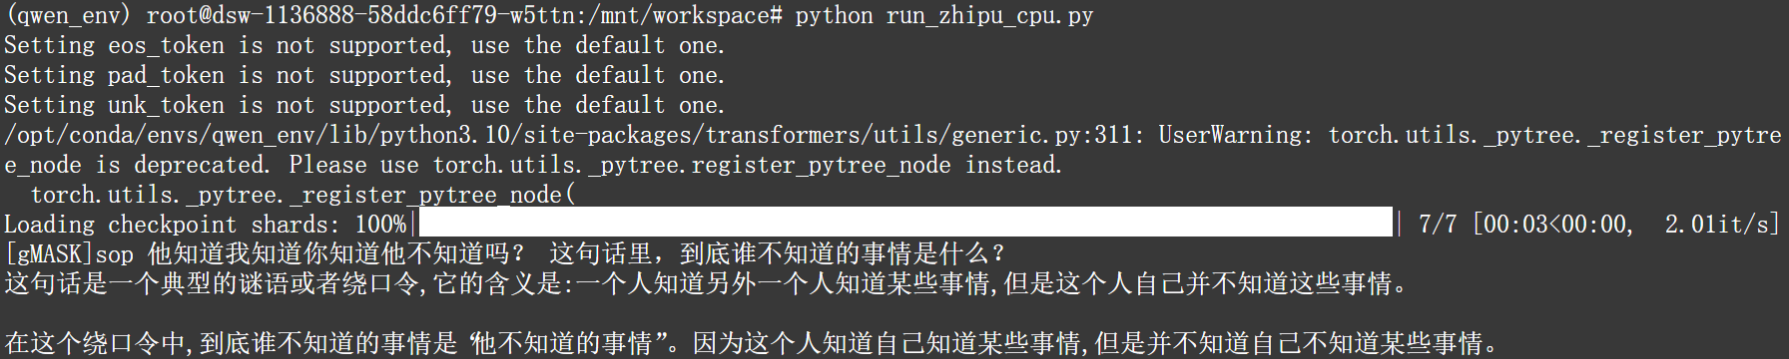 (qwen_env) root@dsw-1136888-58ddc6ff79-w5ttn:/mnt/workspace# python run_zhipu_cpu.py
Setting eos_token is not supported, use the default one.
Setting pad_token is not supported, use the default one.
Setting unk_token is not supported, use the default one.
/opt/conda/envs/qwen_env/lib/python3.10/site-packages/transformers/utils/generic.py:311: UserWarning: torch.utils._pytree._register_pytre
e_node is deprecated. Please use torch.utils._pytree.register_pytree_node instead.
  torch.utils._pytree._register_pytree_node(
Loading checkpoint shards: 100%|██████████| 7/7 [00:03<00:00,  2.01it/s]
[gMASK]sop 他知道我知道你知道他不知道吗? 这句话里，到底谁不知道的事情是什么？
这句话是一个典型的谜语或者绕口令,它的含义是:一个人知道另外一个人知道某些事情,但是这个人自己并不知道这些事情。
在这个绕口令中,到底谁不知道的事情是“他不知道的事情”。因为这个人知道自己知道某些事情,但是并不知道自己不知道某些事情。